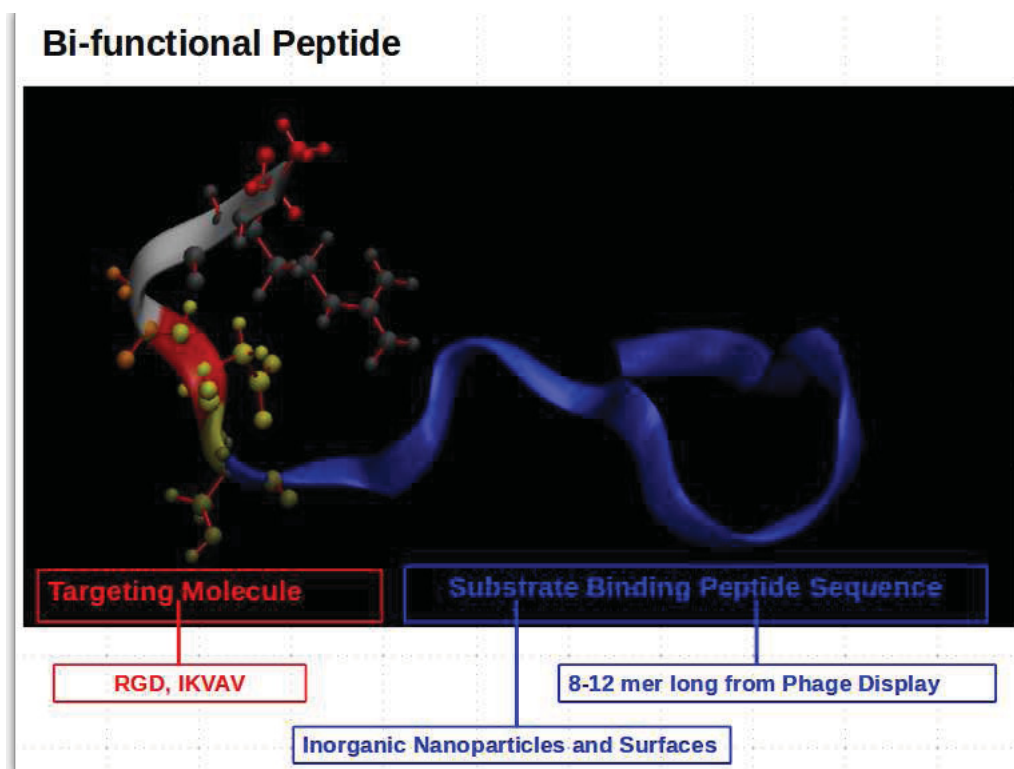 Bi-functional Peptide
Targeting Molecule
Substrate Binding Peptide Sequence
RGD, IKVAV
8-12 mer long from Phage Display
Inorganic Nanoparticles and Surfaces